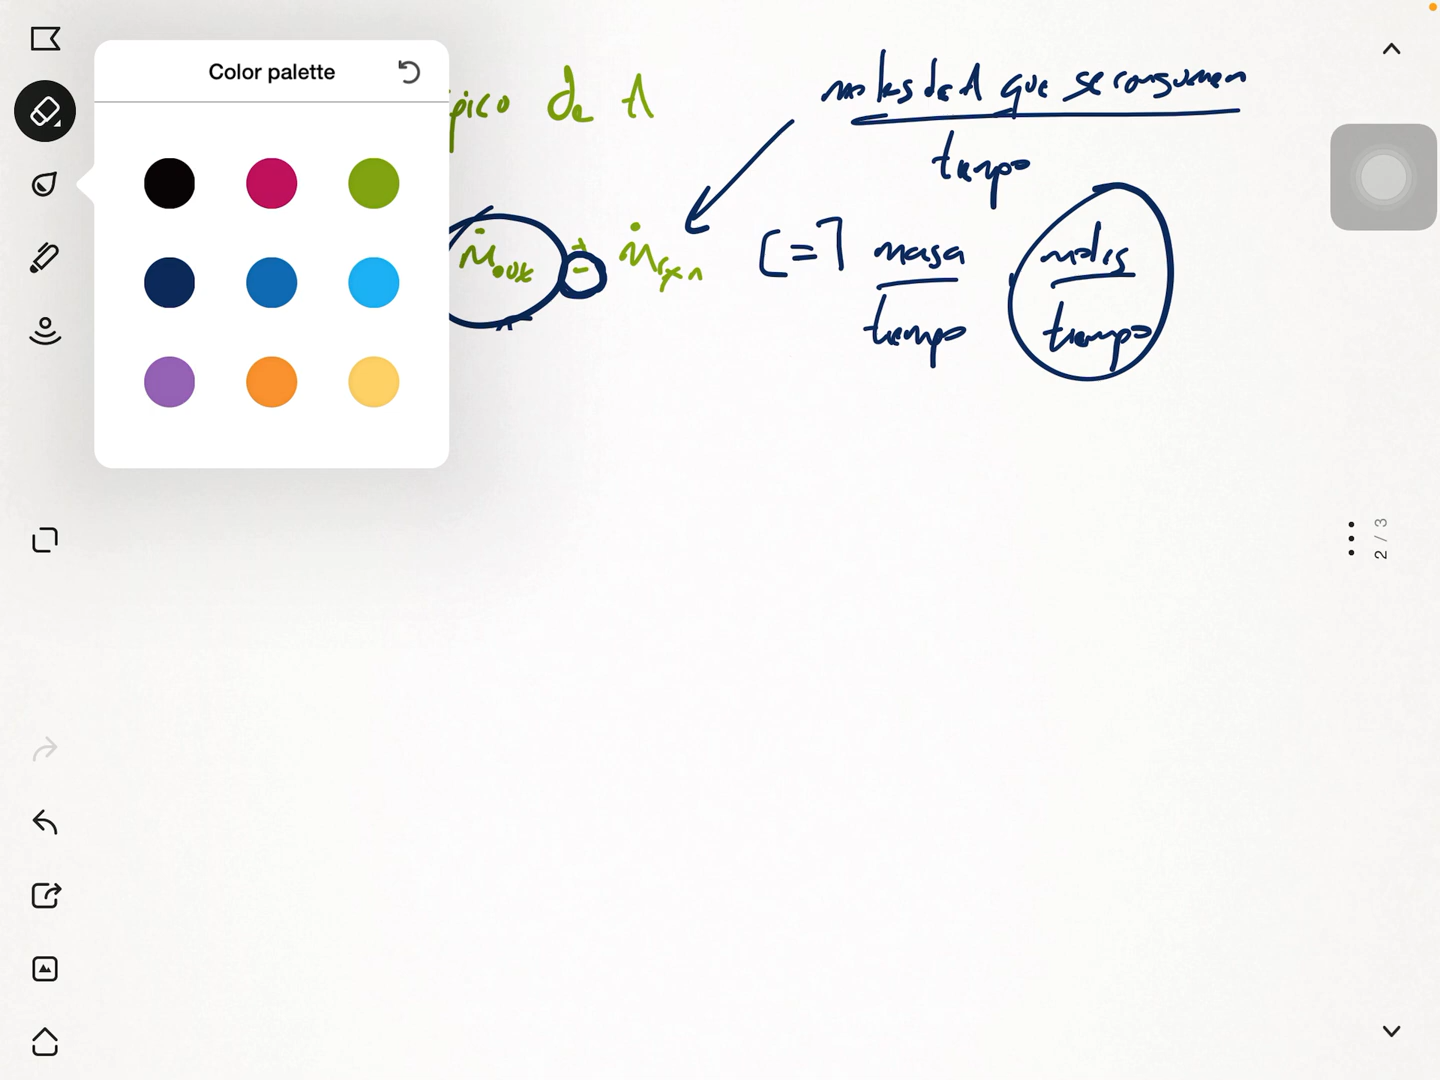 Color palette
pico de A
moles de A que se consumen
tiempo
ṁout ± ṁrxn [=] masa moles
tiempo tiempo
2 / 3